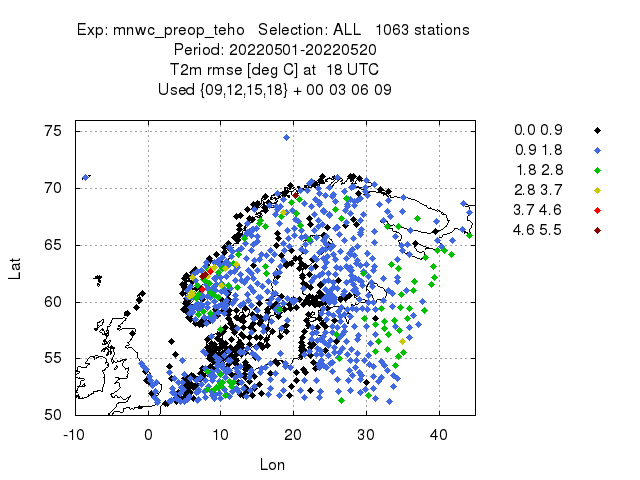 Exp: mnwc_preop_teho   Selection: ALL   1063 stations
Period: 20220501-20220520
T2m rmse [deg C] at  18 UTC
Used {09,12,15,18} + 00 03 06 09
0.0 0.9
0.9 1.8
1.8 2.8
2.8 3.7
3.7 4.6
4.6 5.5
75
70
65
60
55
50
Lat
-10 0 10 20 30 40
Lon